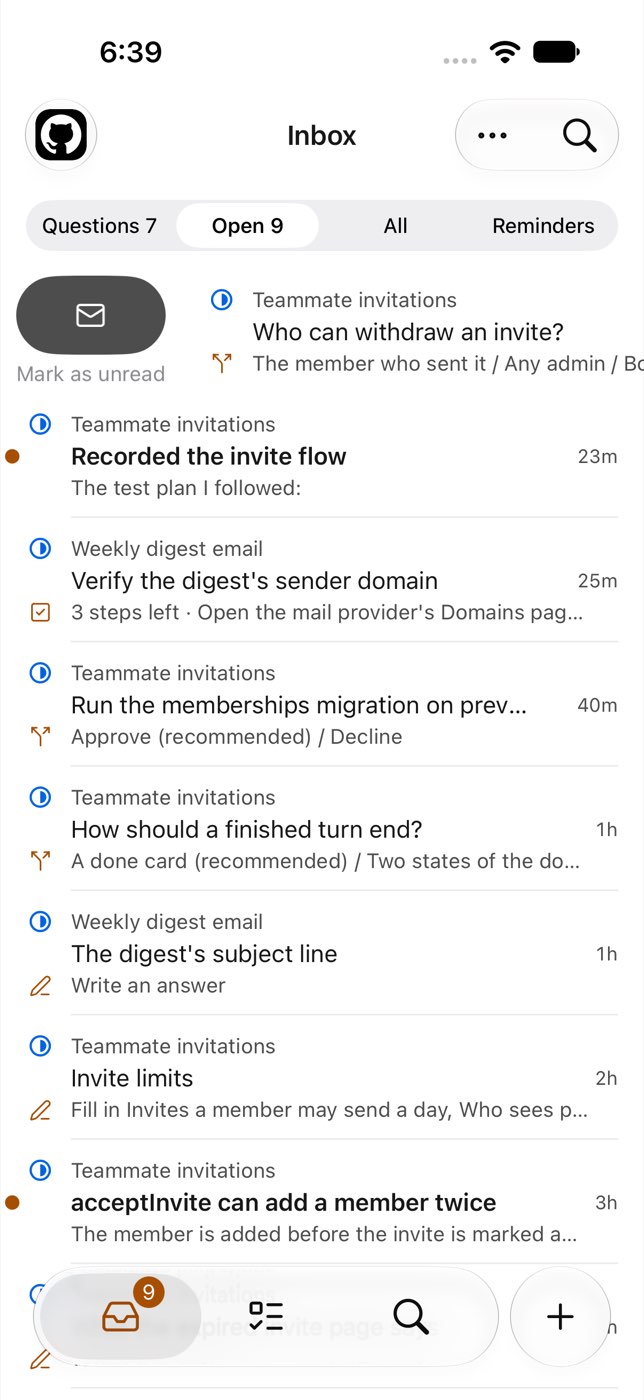 6:39
Inbox
Questions 7
Open 9
All
Reminders
Mark as unread
Teammate invitations
Who can withdraw an invite?
The member who sent it / Any admin / Bo
Teammate invitations
Recorded the invite flow
23m
The test plan I followed:
Weekly digest email
Verify the digest's sender domain
25m
3 steps left · Open the mail provider's Domains pag...
Teammate invitations
Run the memberships migration on prev...
40m
Approve (recommended) / Decline
Teammate invitations
How should a finished turn end?
1h
A done card (recommended) / Two states of the do...
Weekly digest email
The digest's subject line
1h
Write an answer
Teammate invitations
Invite limits
2h
Fill in Invites a member may send a day, Who sees p...
Teammate invitations
acceptInvite can add a member twice
3h
The member is added before the invite is marked a...
expired invite page says
9